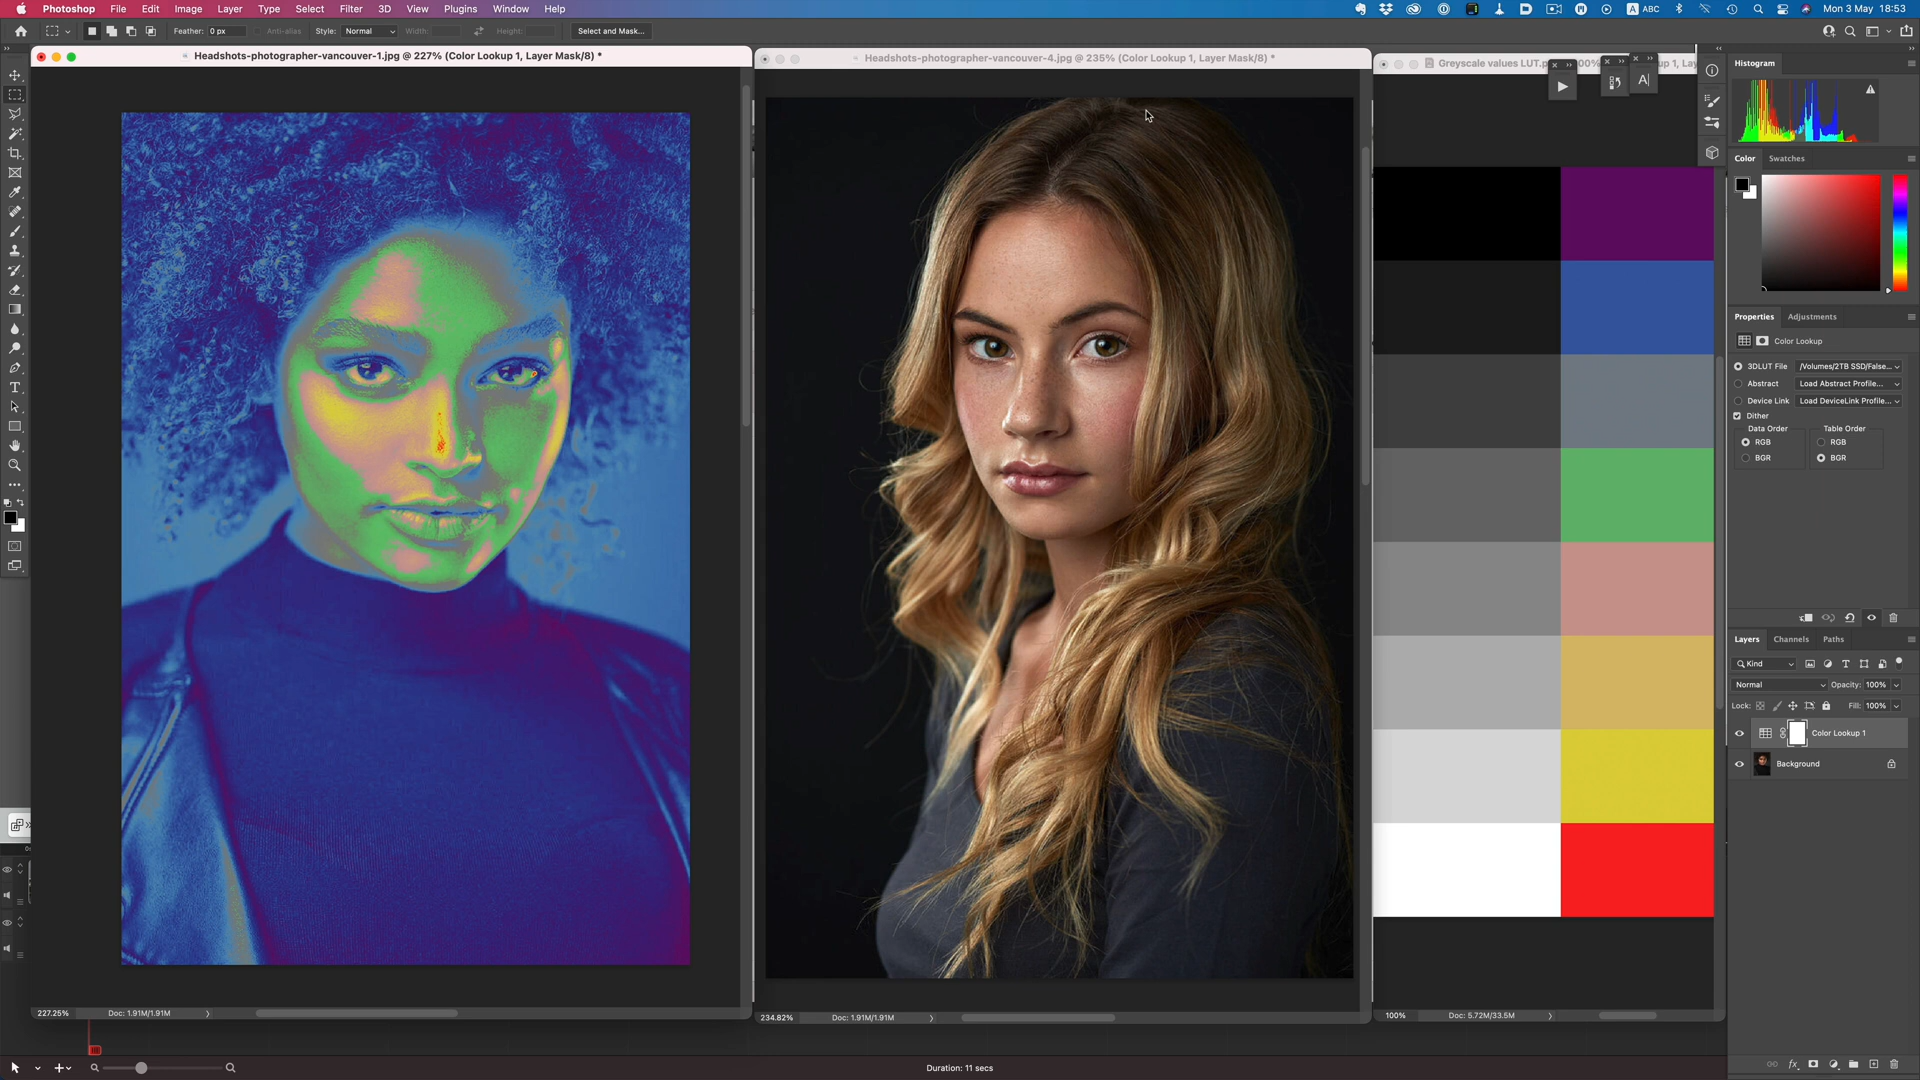 Photoshop File Edit Image Layer Type Select Filter 3D View Plugins Window Help
A ABC Mon 3 May 18:53
Feather: 0 px Anti-alias Style: Normal Width: Height: Select and Mask...
Headshots-photographer-vancouver-1.jpg @ 227% (Color Lookup 1, Layer Mask/8) *
Headshots-photographer-vancouver-4.jpg @ 235% (Color Lookup 1, Layer Mask/8) *
Greyscale values LUT.p
A|
Histogram
Color Swatches
Properties Adjustments
Color Lookup
3DLUT File /Volumes/2TB SSD/False...
Abstract Load Abstract Profile...
Device Link Load DeviceLink Profile...
Dither
Data Order Table Order
RGB RGB
BGR BGR
Layers Channels Paths
Kind
Normal Opacity: 100%
Lock: Fill: 100%
Color Lookup 1
Background
227.25% Doc: 1.91M/1.91M
234.82% Doc: 1.91M/1.91M
100% Doc: 5.72M/33.5M
Duration: 11 secs